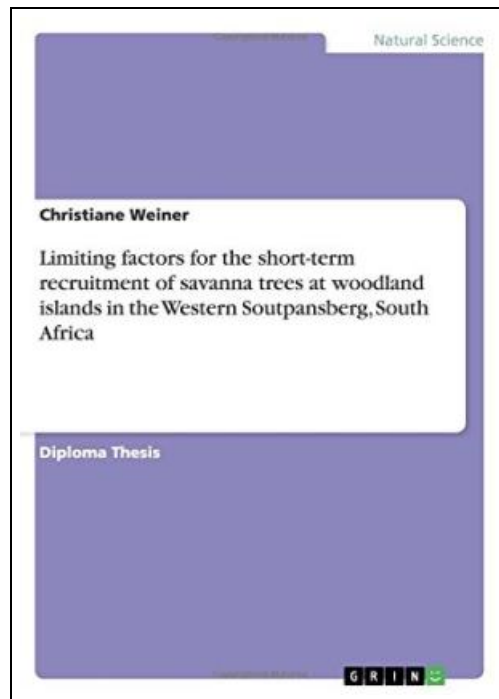 Natural Science
Christiane Weiner
Limiting factors for the short-term
recruitment of savanna trees at woodland
islands in the Western Soutpansberg, South
Africa
Diploma Thesis
GRIN